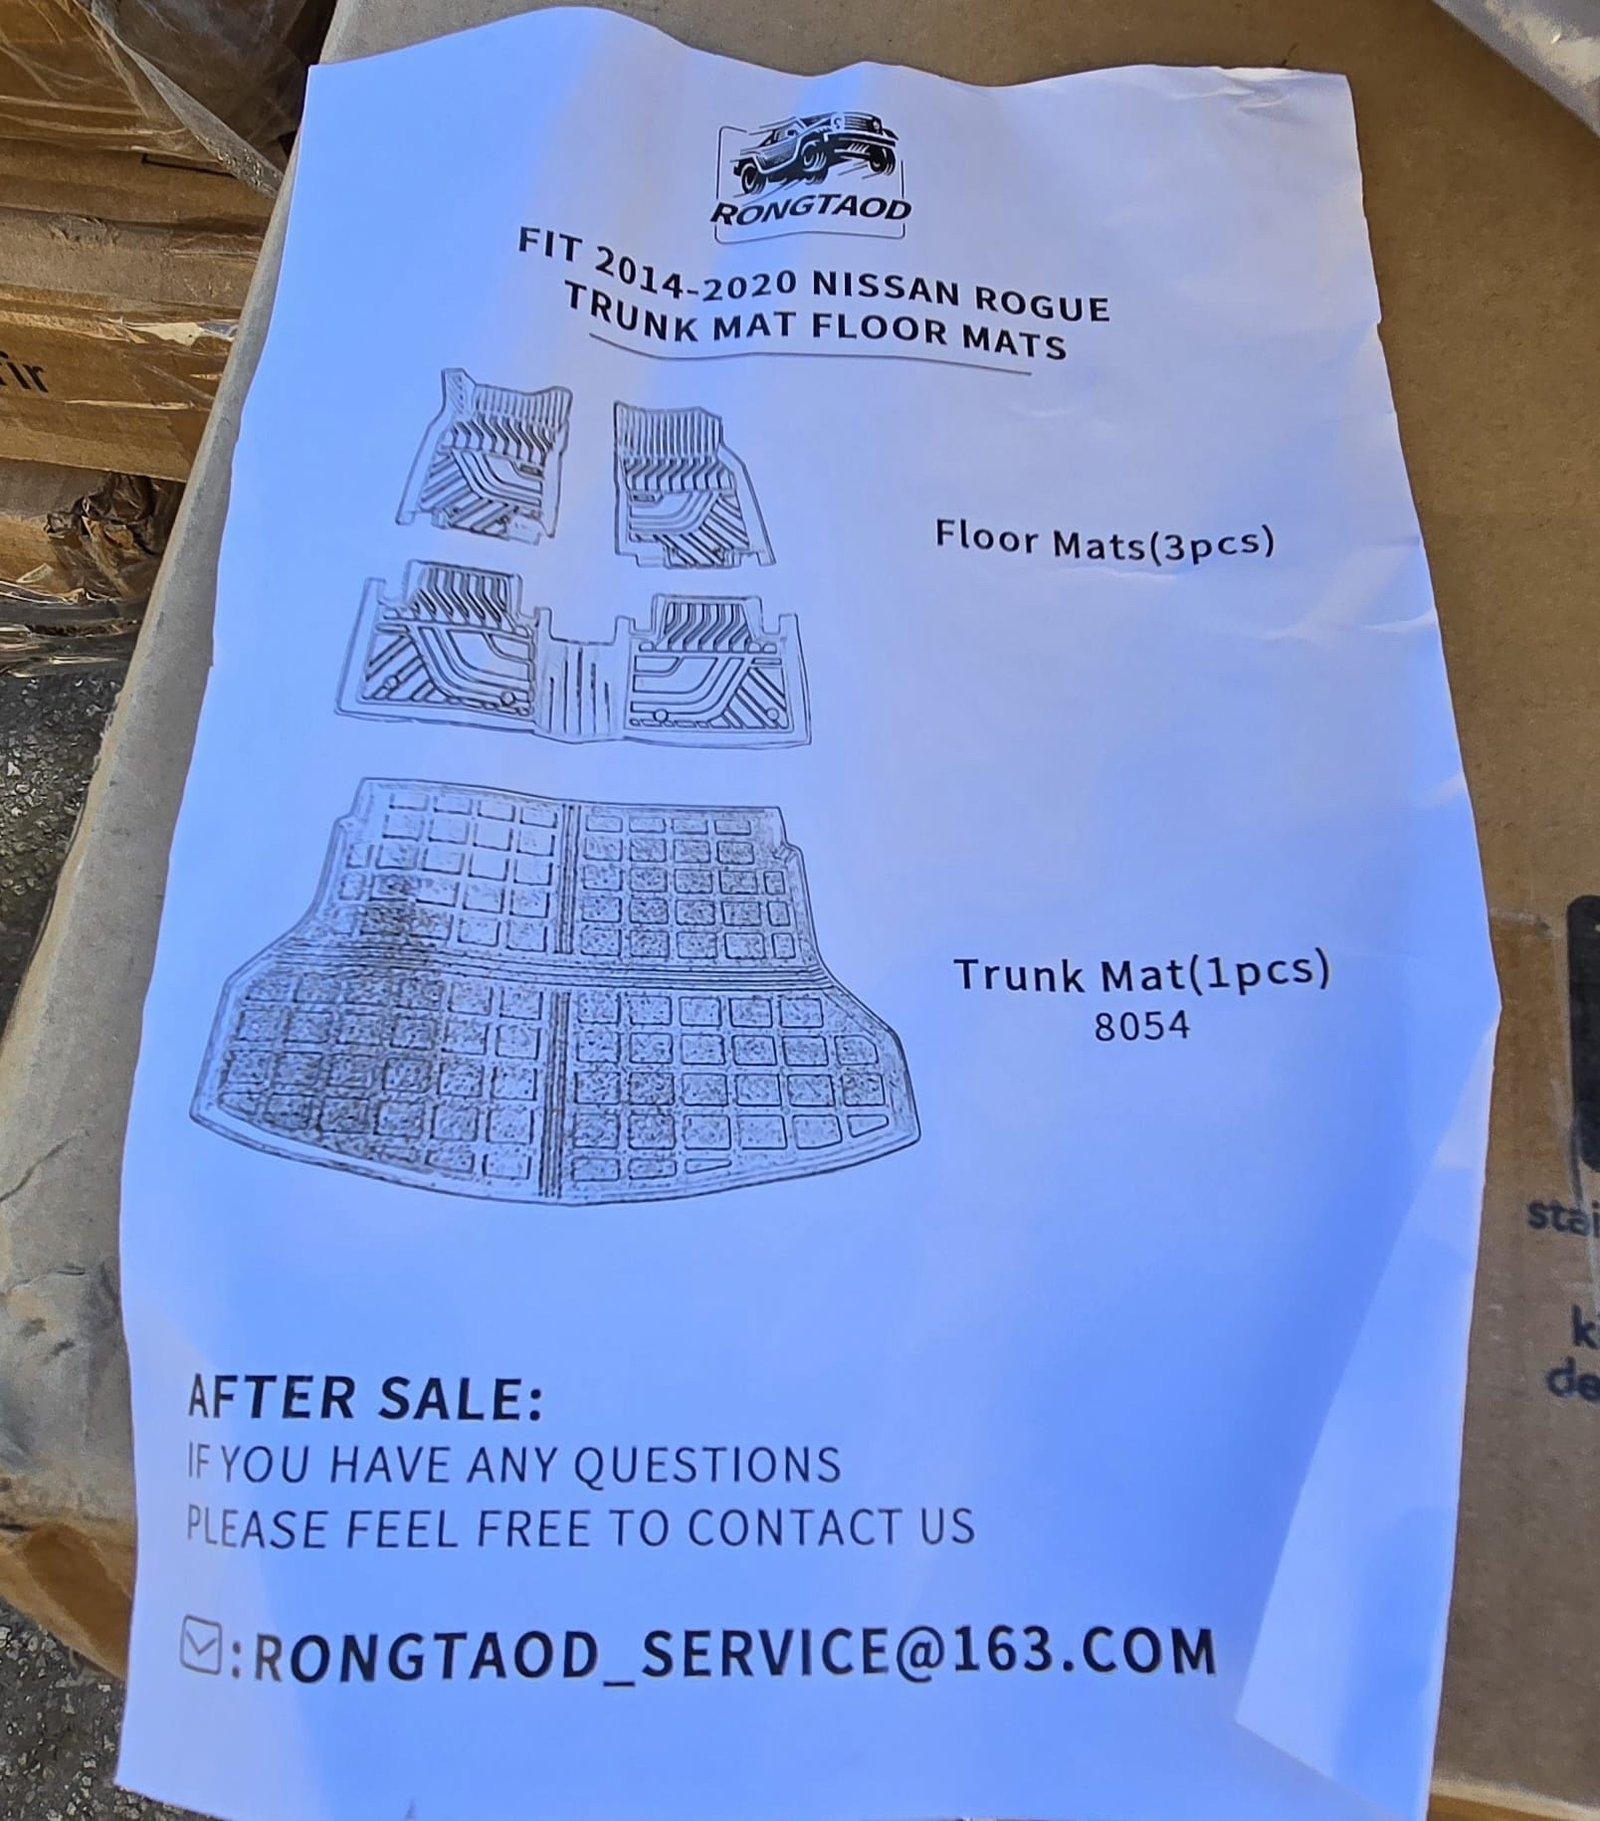 RONGTAOD
FIT 2014-2020 NISSAN ROGUE
TRUNK MAT FLOOR MATS
Floor Mats(3pcs)
Trunk Mat(1pcs)
8054
AFTER SALE:
IF YOU HAVE ANY QUESTIONS
PLEASE FEEL FREE TO CONTACT US
:RONGTAOD_SERVICE@163.COM